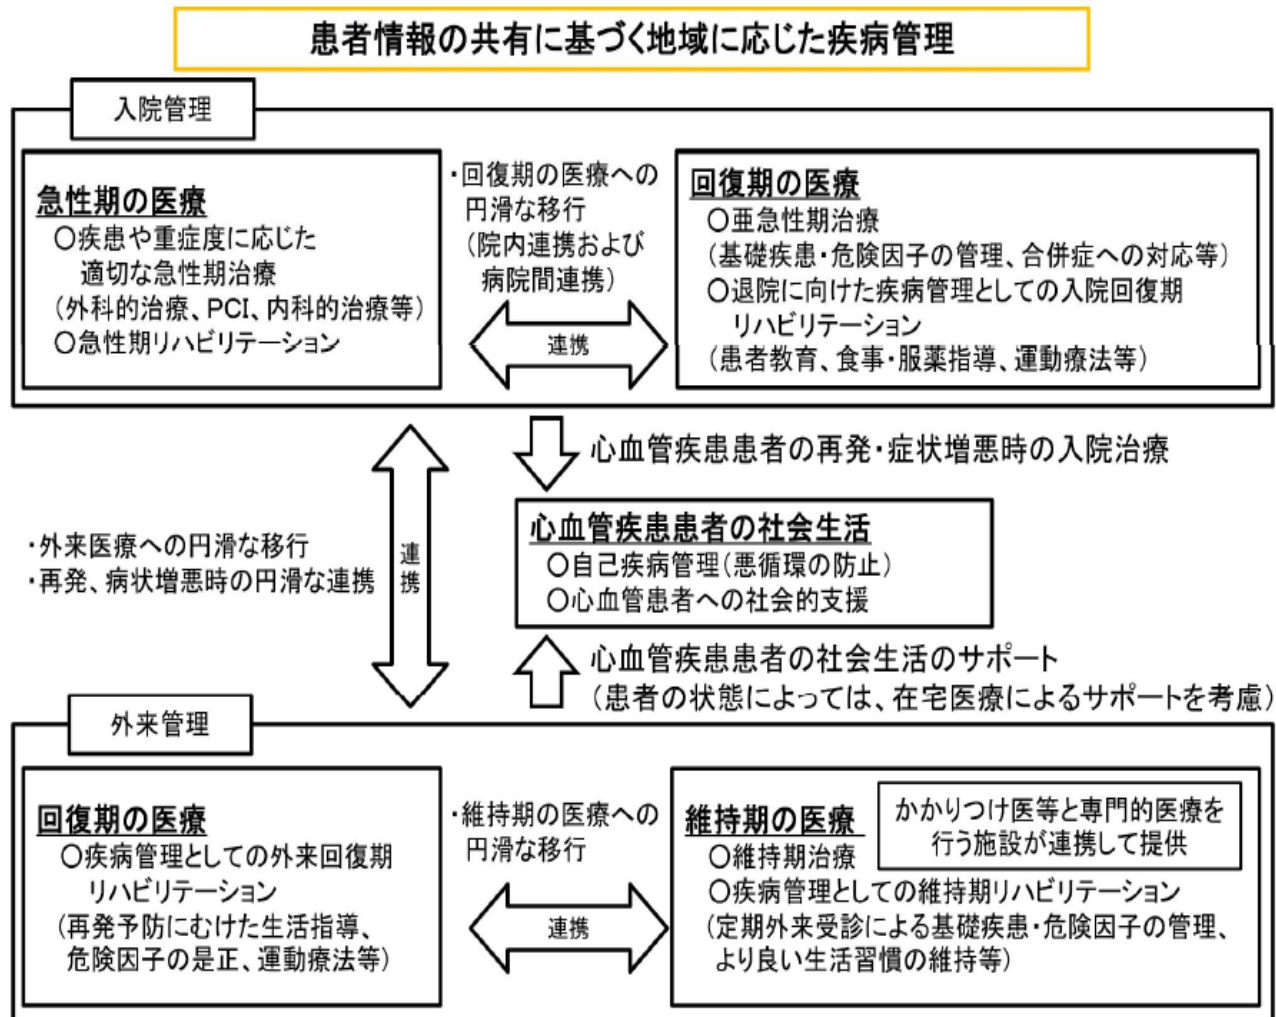 患者情報の共有に基づく地域に応じた疾病管理
入院管理
急性期の医療
〇疾患や重症度に応じた
適切な急性期治療
(外科的治療、PCI、内科的治療等)
〇急性期リハビリテーション
・回復期の医療への
円滑な移行
(院内連携および
病院間連携)
連携
回復期の医療
〇亜急性期治療
(基礎疾患・危険因子の管理、合併症への対応等)
〇退院に向けた疾病管理としての入院回復期
リハビリテーション
(患者教育、食事・服薬指導、運動療法等)
心血管疾患患者の再発・症状増悪時の入院治療
・外来医療への円滑な移行
・再発、病状増悪時の円滑な連携
連携
心血管疾患患者の社会生活
〇自己疾病管理(悪循環の防止)
〇心血管患者への社会的支援
心血管疾患患者の社会生活のサポート
(患者の状態によっては、在宅医療によるサポートを考慮)
外来管理
回復期の医療
〇疾病管理としての外来回復期
リハビリテーション
(再発予防にむけた生活指導、
危険因子の是正、運動療法等)
・維持期の医療への
円滑な移行
連携
維持期の医療
かかりつけ医等と専門的医療を
行う施設が連携して提供
〇維持期治療
〇疾病管理としての維持期リハビリテーション
(定期外来受診による基礎疾患・危険因子の管理、
より良い生活習慣の維持等)